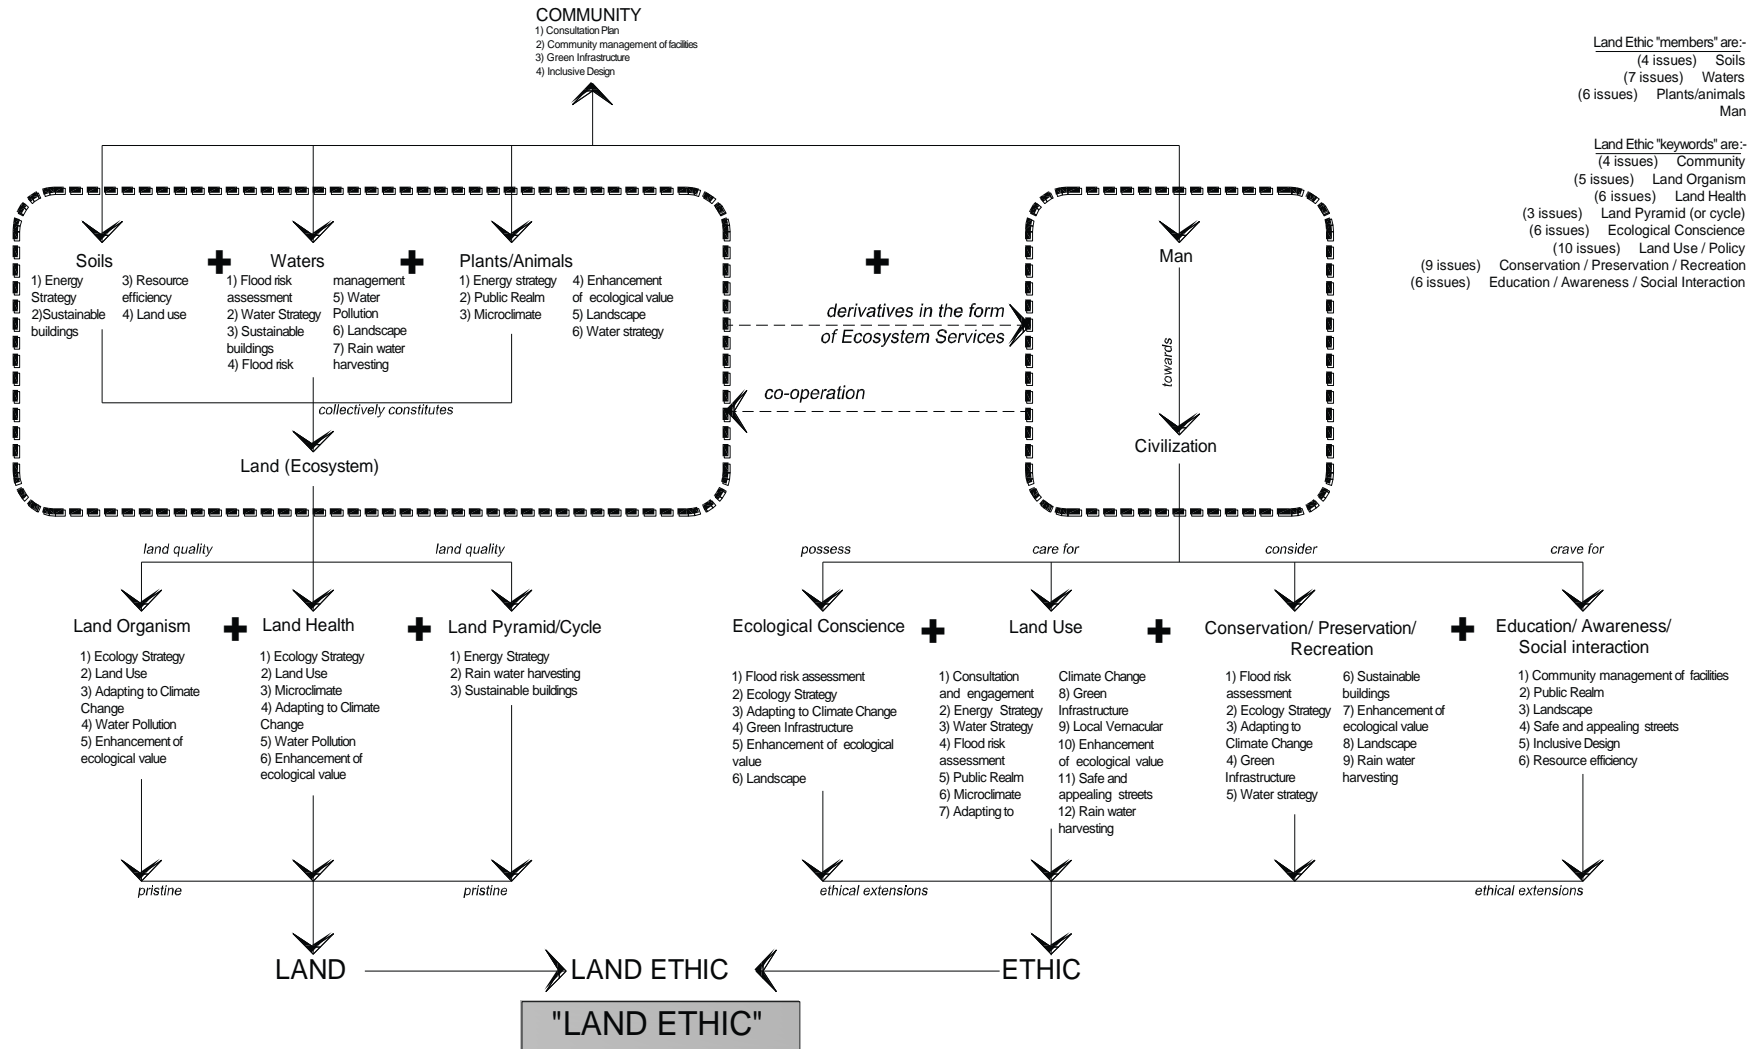 COMMUNITY
1) Consultation Plan
2) Community management of facilities
3) Green Infrastructure
4) Inclusive Design
Land Ethic "members" are:-
(4 issues) Soils
(7 issues) Waters
(6 issues) Plants/animals
Man
Land Ethic "keywords" are:-
(4 issues) Community
(5 issues) Land Organism
(6 issues) Land Health
(3 issues) Land Pyramid (or cycle)
(6 issues) Ecological Conscience
(10 issues) Land Use / Policy
(9 issues) Conservation / Preservation / Recreation
(6 issues) Education / Awareness / Social Interaction
Soils
1) Energy
Strategy
2)Sustainable
buildings
3) Resource
efficiency
4) Land use
Waters
1) Flood risk
assessment
2) Water Strategy
3) Sustainable
buildings
4) Flood risk
management
5) Water
Pollution
6) Landscape
7) Rain water
harvesting
Plants/Animals
1) Energy strategy
2) Public Realm
3) Microclimate
4) Enhancement
of ecological value
5) Landscape
6) Water strategy
collectively constitutes
Land (Ecosystem)
derivatives in the form
of Ecosystem Services
co-operation
Man
towards
Civilization
land quality
land quality
possess
care for
consider
crave for
Land Organism
1) Ecology Strategy
2) Land Use
3) Adapting to Climate
Change
4) Water Pollution
5) Enhancement of
ecological value
Land Health
1) Ecology Strategy
2) Land Use
3) Microclimate
4) Adapting to Climate
Change
5) Water Pollution
6) Enhancement of
ecological value
Land Pyramid/Cycle
1) Energy Strategy
2) Rain water harvesting
3) Sustainable buildings
Ecological Conscience
1) Flood risk assessment
2) Ecology Strategy
3) Adapting to Climate Change
4) Green Infrastructure
5) Enhancement of ecological
value
6) Landscape
Land Use
1) Consultation
and engagement
2) Energy Strategy
3) Water Strategy
4) Flood risk
assessment
5) Public Realm
6) Microclimate
7) Adapting to
Climate Change
8) Green
Infrastructure
9) Local Vernacular
10) Enhancement
of ecological value
11) Safe and
appealing streets
12) Rain water
harvesting
Conservation/ Preservation/
Recreation
1) Flood risk
assessment
2) Ecology Strategy
3) Adapting to
Climate Change
4) Green
Infrastructure
5) Water strategy
6) Sustainable
buildings
7) Enhancement of
ecological value
8) Landscape
9) Rain water
harvesting
Education/ Awareness/
Social interaction
1) Community management of facilities
2) Public Realm
3) Landscape
4) Safe and appealing streets
5) Inclusive Design
6) Resource efficiency
pristine
pristine
ethical extensions
ethical extensions
LAND
LAND ETHIC
ETHIC
"LAND ETHIC"